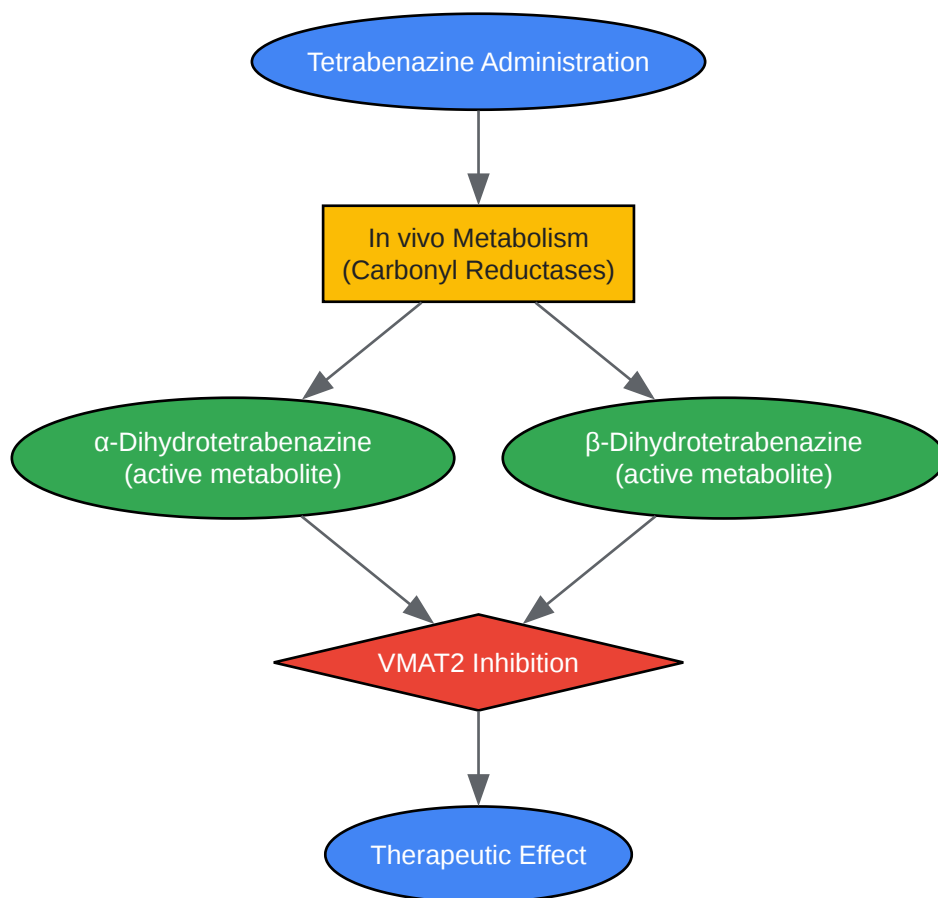 Tetrabenazine Administration
In vivo Metabolism
(Carbonyl Reductases)
α-Dihydrotetrabenazine
(active metabolite)
β-Dihydrotetrabenazine
(active metabolite)
VMAT2 Inhibition
Therapeutic Effect